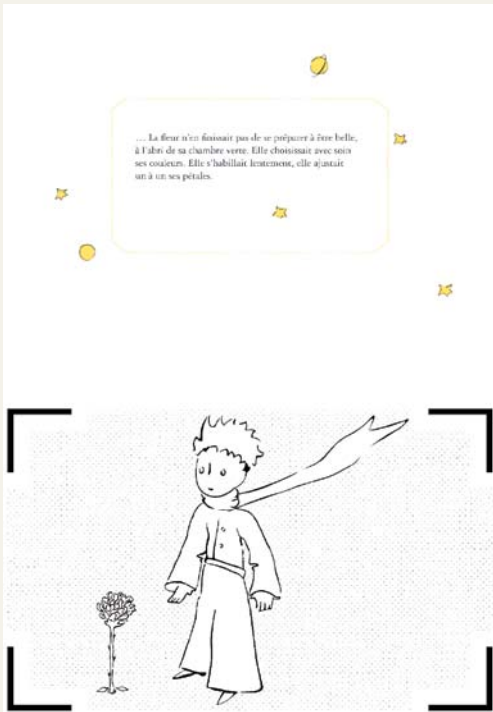 … La fleur n'en finissait pas de se préparer à être belle,
à l'abri de sa chambre verte. Elle choisissait avec soin
ses couleurs. Elle s'habillait lentement, elle ajustait
un à un ses pétales.